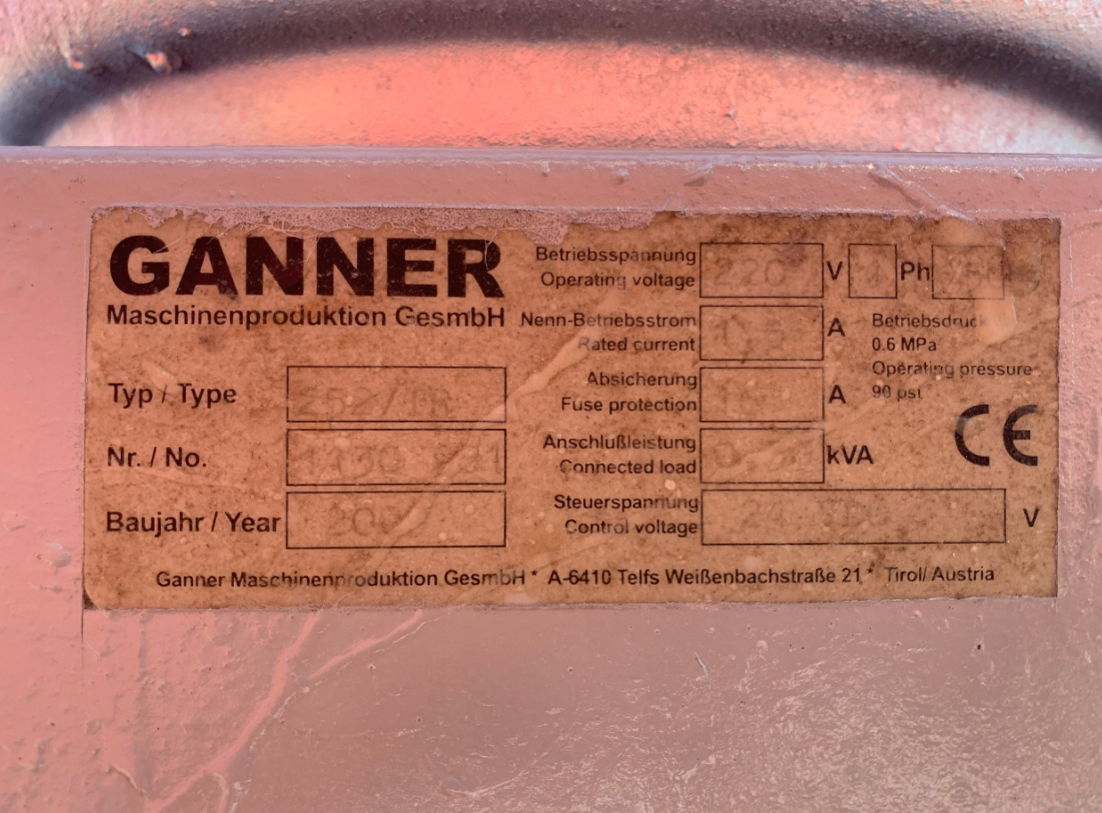 GANNER
Maschinenproduktion GesmbH
Typ / Type
Nr. / No.
Baujahr / Year
Betriebsspannung
Operating voltage
220 V 1 Ph
Nenn-Betriebsstrom
Rated current
A
Absicherung
Fuse protection
A
Anschlußleistung
Connected load
kVA
Steuerspannung
Control voltage
V
Betriebsdruck
0.6 MPa
Operating pressure
90 psi
CE
Ganner Maschinenproduktion GesmbH * A-6410 Telfs Weißenbachstraße 21 * Tirol/ Austria